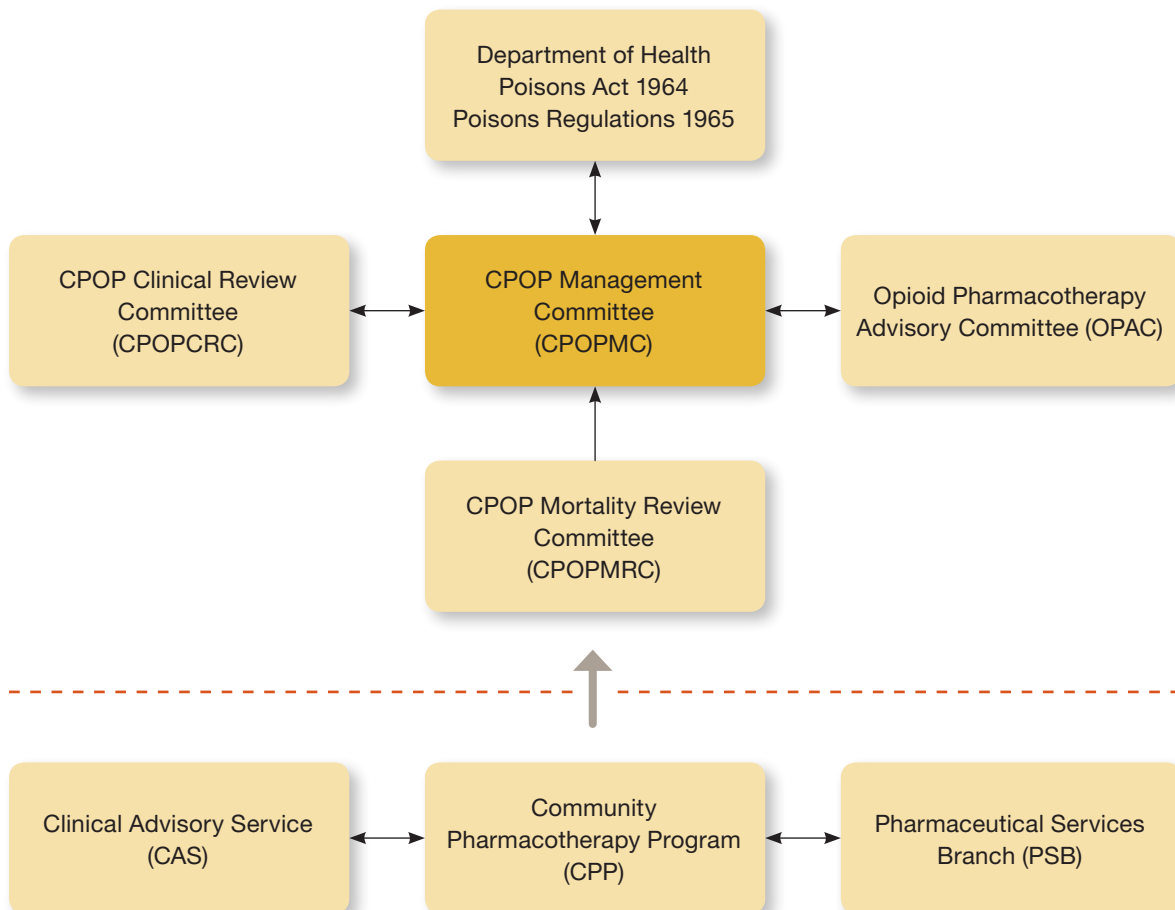 Department of Health
Poisons Act 1964
Poisons Regulations 1965
CPOP Clinical Review
Committee
(CPOPCRC)
CPOP Management
Committee
(CPOPMC)
Opioid Pharmacotherapy
Advisory Committee (OPAC)
CPOP Mortality Review
Committee
(CPOPMRC)
Clinical Advisory Service
(CAS)
Community
Pharmacotherapy Program
(CPP)
Pharmaceutical Services
Branch (PSB)